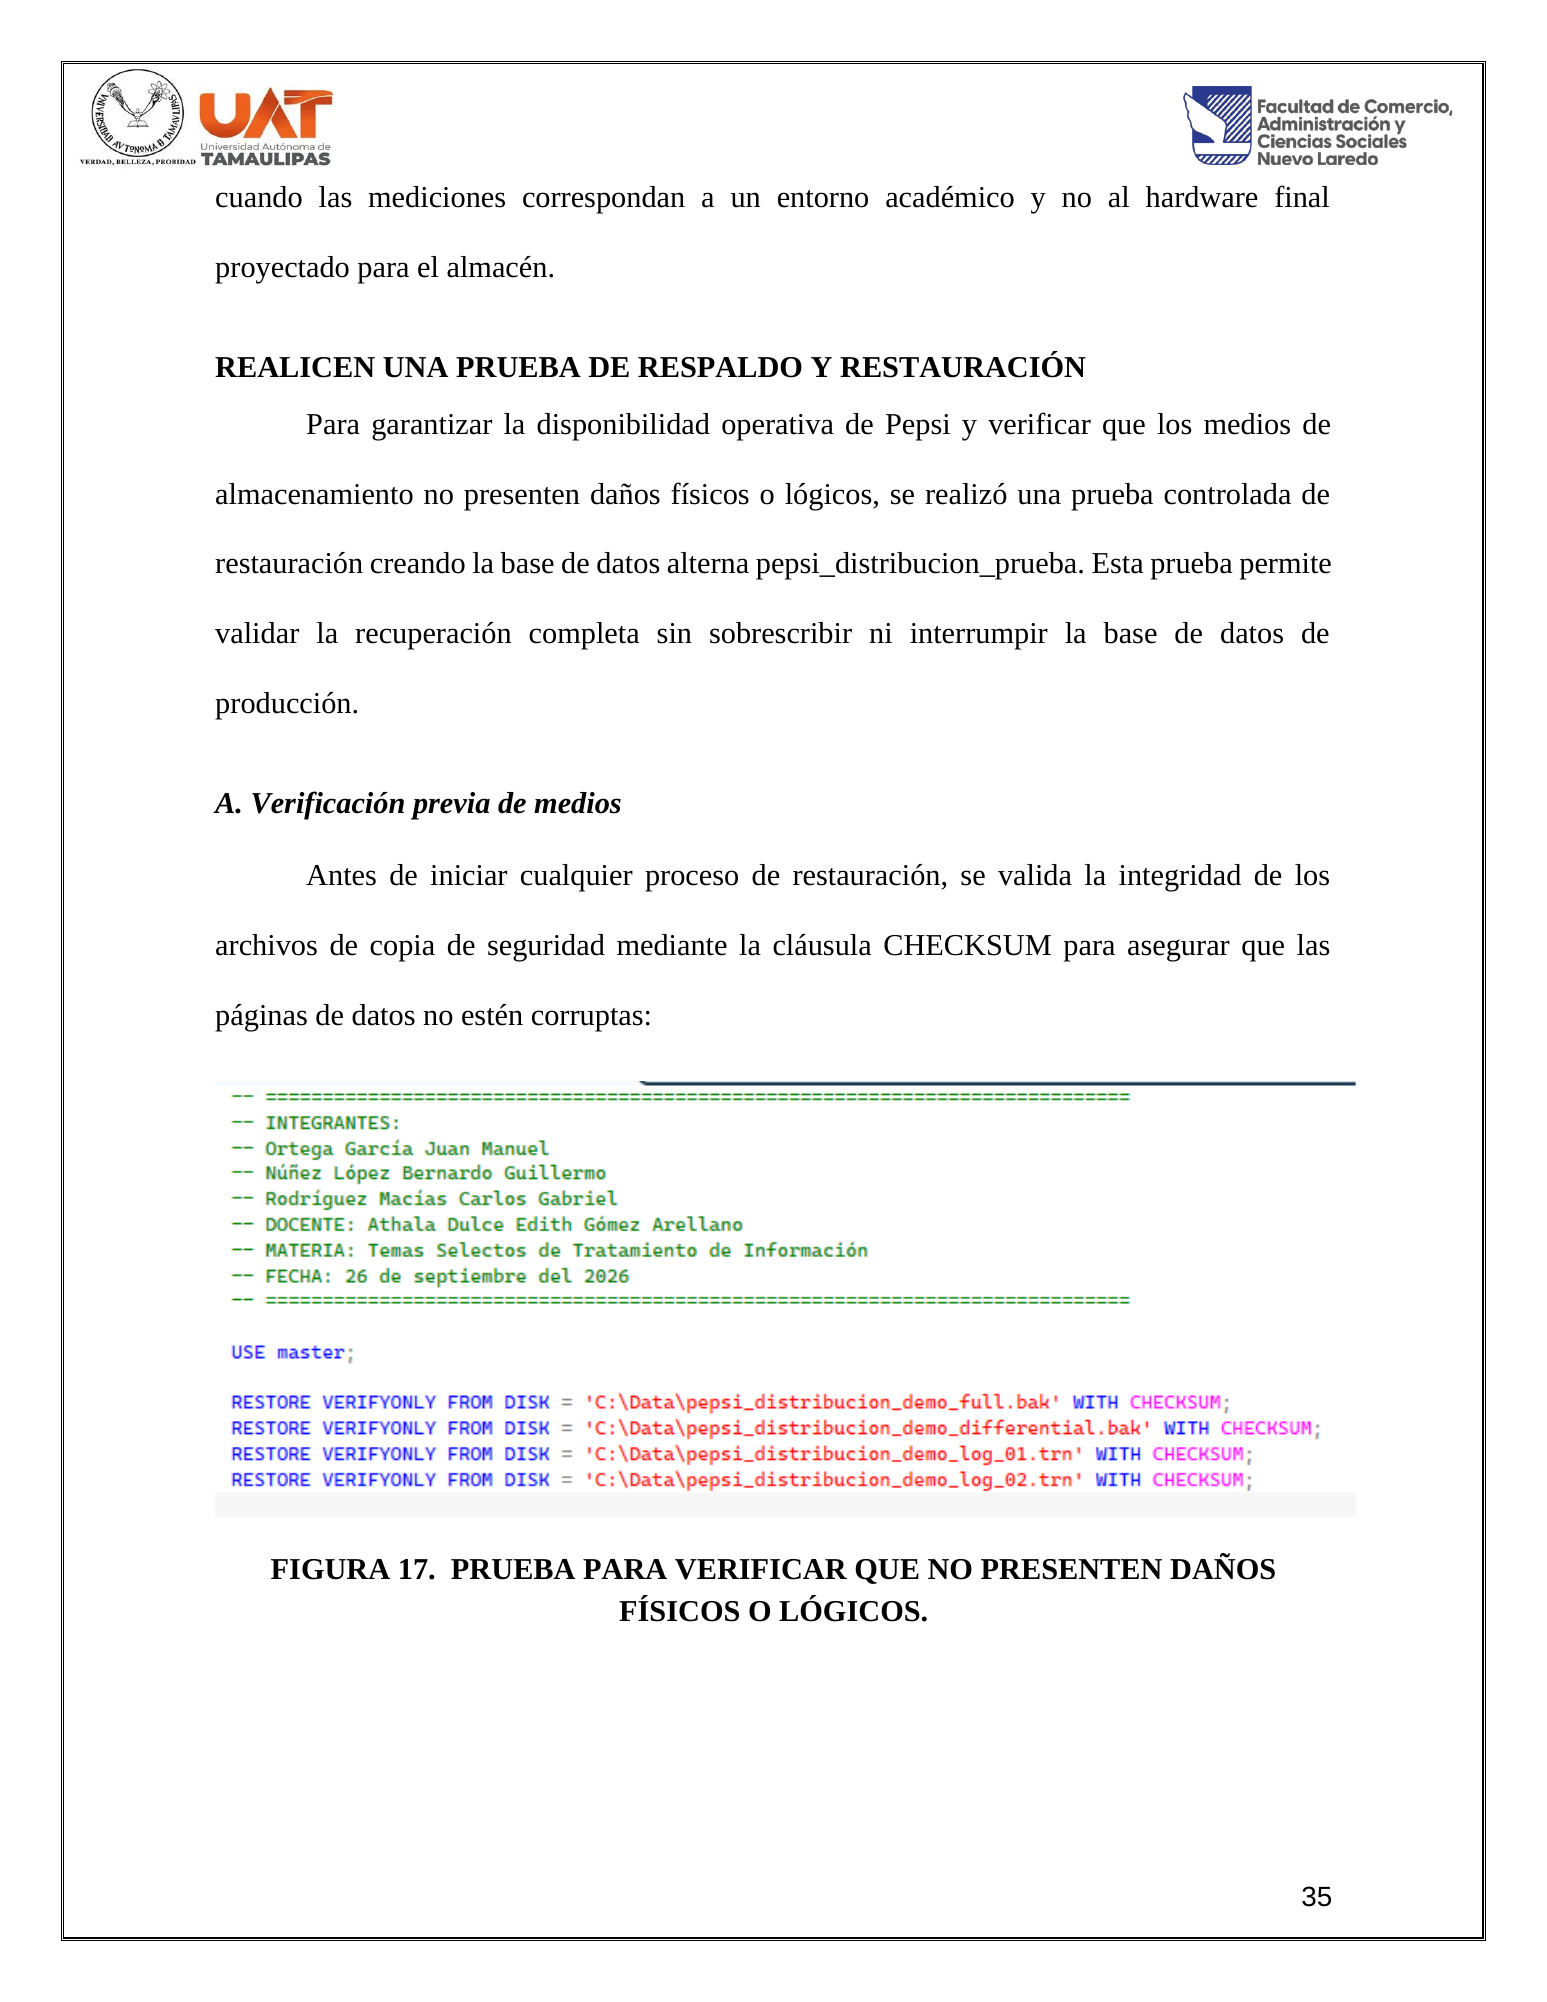 UNIVERSIDAD AUTONOMA DE TAMAULIPAS
VERDAD, BELLEZA, PROBIDAD
UAT
Universidad Autónoma de
TAMAULIPAS
Facultad de Comercio,
Administración y
Ciencias Sociales
Nuevo Laredo
cuando las mediciones correspondan a un entorno académico y no al hardware final
proyectado para el almacén.
REALICEN UNA PRUEBA DE RESPALDO Y RESTAURACIÓN
Para garantizar la disponibilidad operativa de Pepsi y verificar que los medios de
almacenamiento no presenten daños físicos o lógicos, se realizó una prueba controlada de
restauración creando la base de datos alterna pepsi_distribucion_prueba. Esta prueba permite
validar la recuperación completa sin sobrescribir ni interrumpir la base de datos de
producción.
A. Verificación previa de medios
Antes de iniciar cualquier proceso de restauración, se valida la integridad de los
archivos de copia de seguridad mediante la cláusula CHECKSUM para asegurar que las
páginas de datos no estén corruptas:
-- ============================================================================
-- INTEGRANTES:
-- Ortega García Juan Manuel
-- Núñez López Bernardo Guillermo
-- Rodríguez Macías Carlos Gabriel
-- DOCENTE: Athala Dulce Edith Gómez Arellano
-- MATERIA: Temas Selectos de Tratamiento de Información
-- FECHA: 26 de septiembre del 2026
-- ============================================================================
USE master;
RESTORE VERIFYONLY FROM DISK = 'C:\Data\pepsi_distribucion_demo_full.bak' WITH CHECKSUM;
RESTORE VERIFYONLY FROM DISK = 'C:\Data\pepsi_distribucion_demo_differential.bak' WITH CHECKSUM;
RESTORE VERIFYONLY FROM DISK = 'C:\Data\pepsi_distribucion_demo_log_01.trn' WITH CHECKSUM;
RESTORE VERIFYONLY FROM DISK = 'C:\Data\pepsi_distribucion_demo_log_02.trn' WITH CHECKSUM;
FIGURA 17.  PRUEBA PARA VERIFICAR QUE NO PRESENTEN DAÑOS
FÍSICOS O LÓGICOS.
35